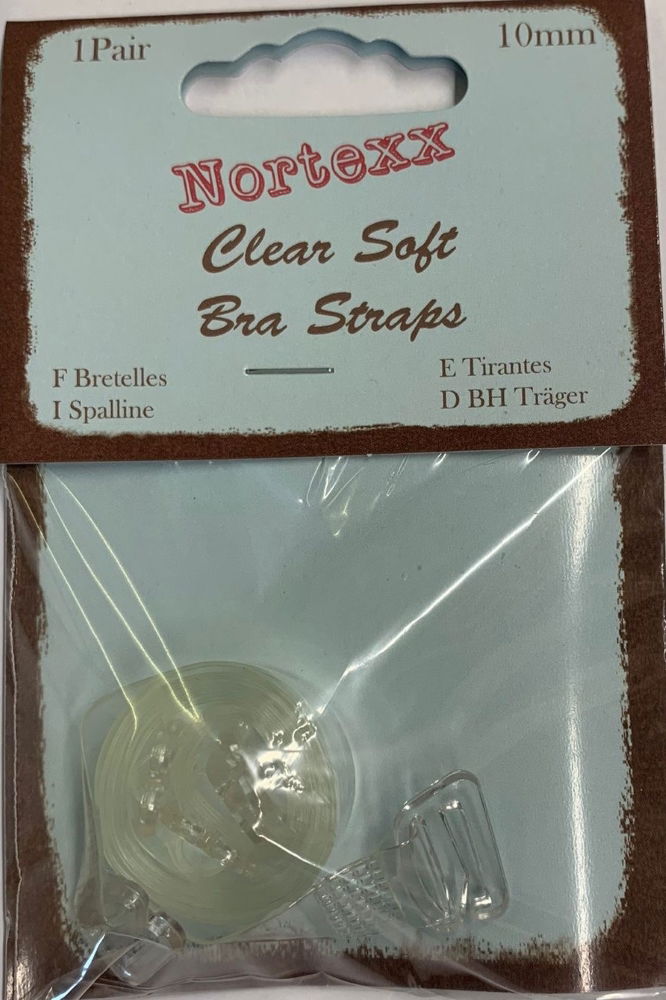 1Pair
10mm
Nortexx
Clear Soft
Bra Straps
F Bretelles
I Spalline
E Tirantes
D BH Träger